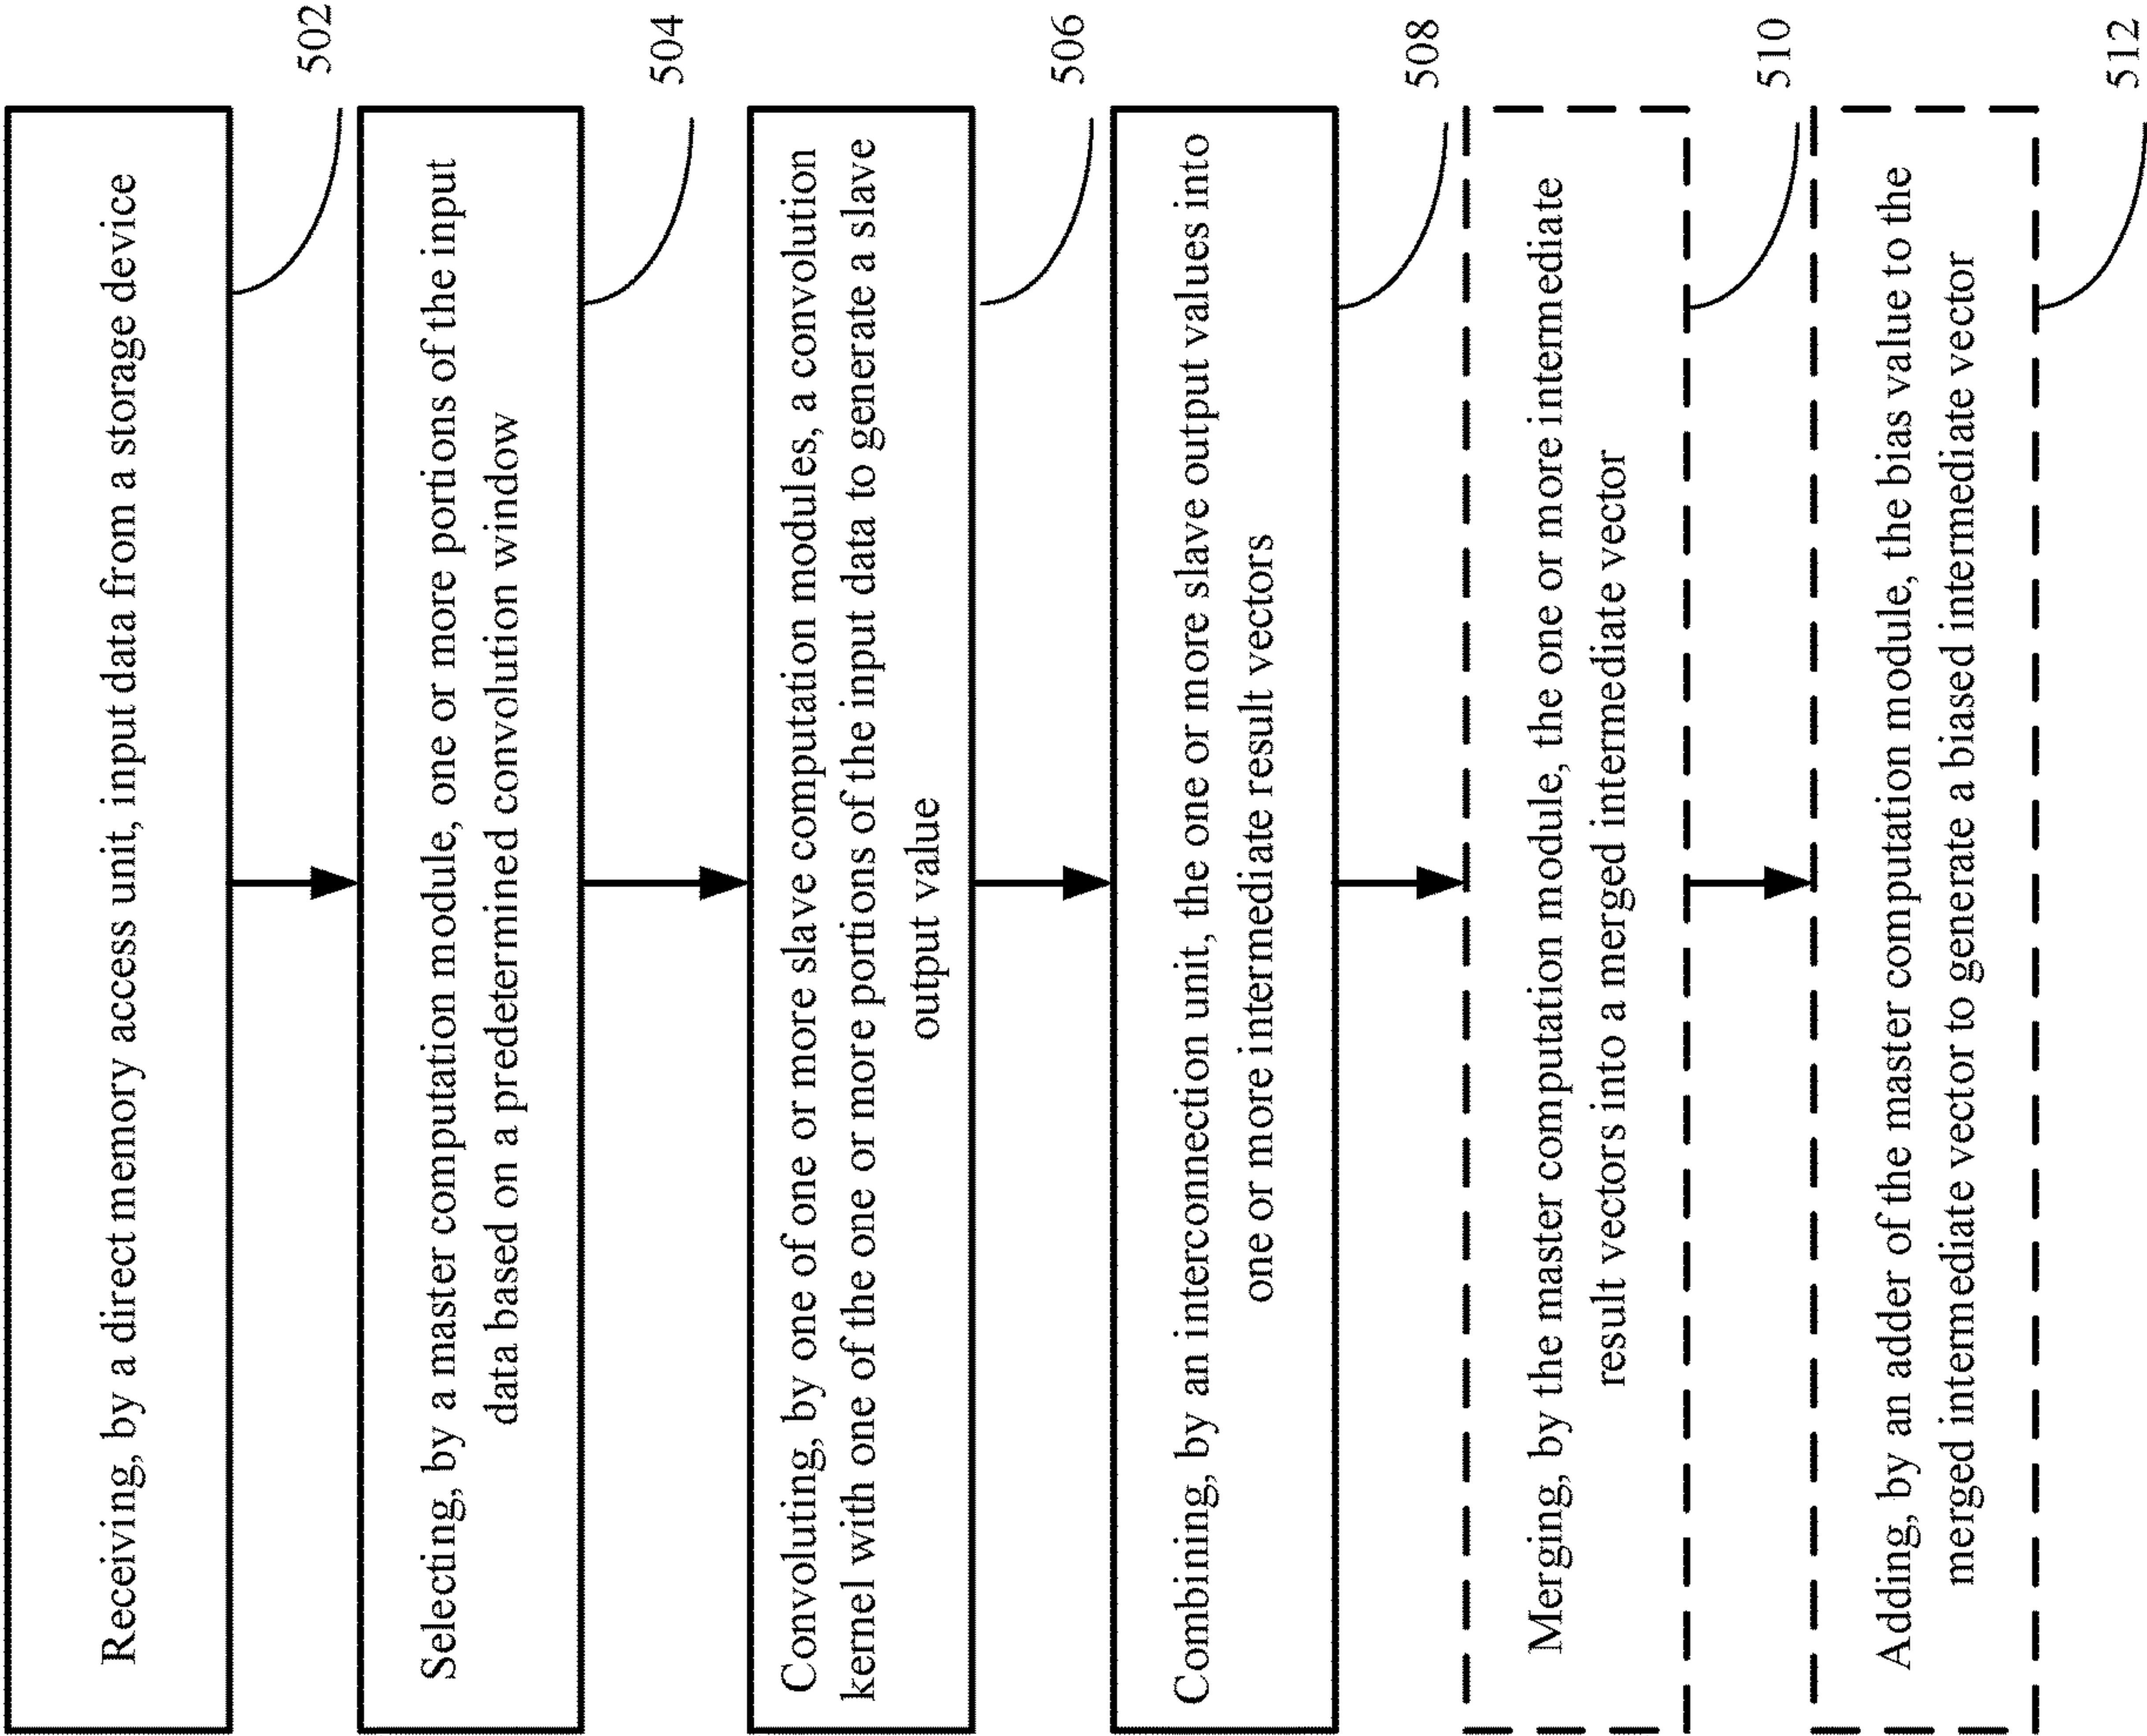 Receiving, by a direct memory access unit, input data from a storage device
502
Selecting, by a master computation module, one or more portions of the input
data based on a predetermined convolution window
504
Convoluting, by one of one or more slave computation modules, a convolution
kernel with one of the one or more portions of the input data to generate a slave
output value
506
Combining, by an interconnection unit, the one or more slave output values into
one or more intermediate result vectors
508
Merging, by the master computation module, the one or more intermediate
result vectors into a merged intermediate vector
510
Adding, by an adder of the master computation module, the bias value to the
merged intermediate vector to generate a biased intermediate vector
512